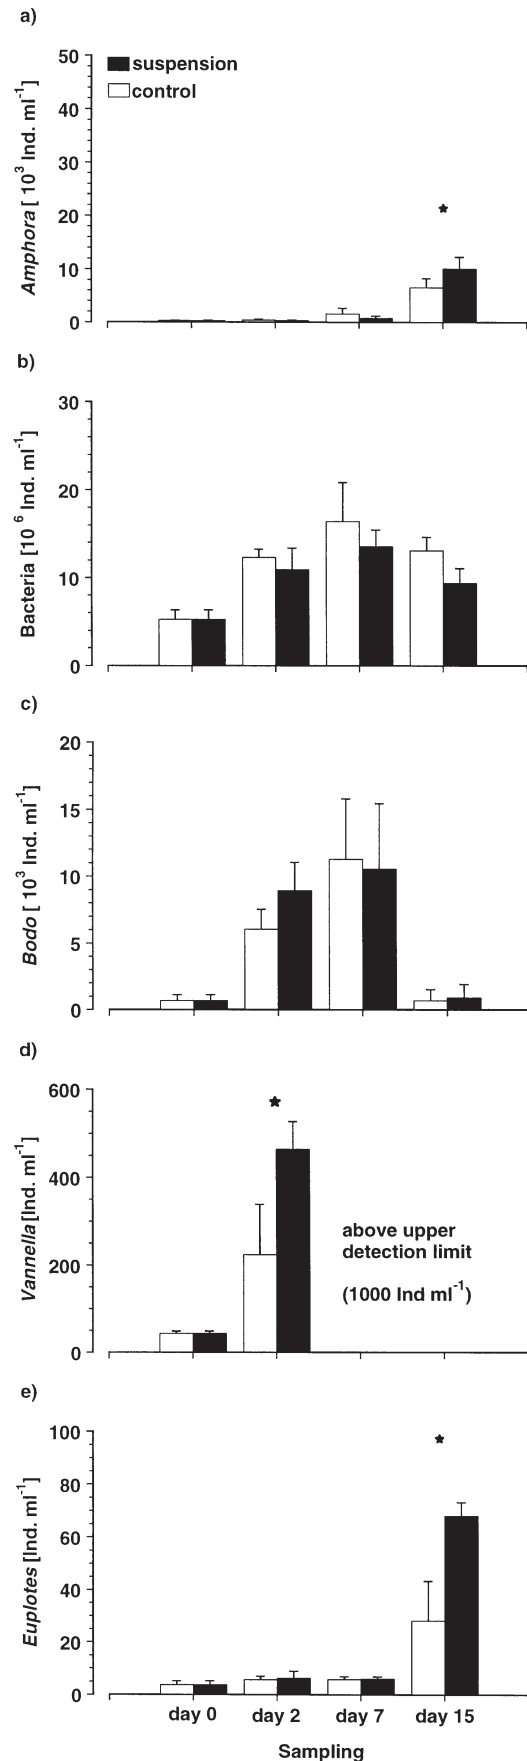 a)
Amphora [ 10³ Ind. ml⁻¹]
50
40
30
20
10
0
suspension
control
★
b)
Bacteria [10⁶ Ind. ml⁻¹]
30
20
10
0
c)
Bodo [ 10³ Ind. ml⁻¹]
20
15
10
5
0
d)
Vannella [Ind. ml⁻¹]
600
400
200
0
★
above upper
detection limit
(1000 Ind ml⁻¹)
e)
Euplotes [Ind. ml⁻¹]
100
80
60
40
20
0
★
day 0 day 2 day 7 day 15
Sampling